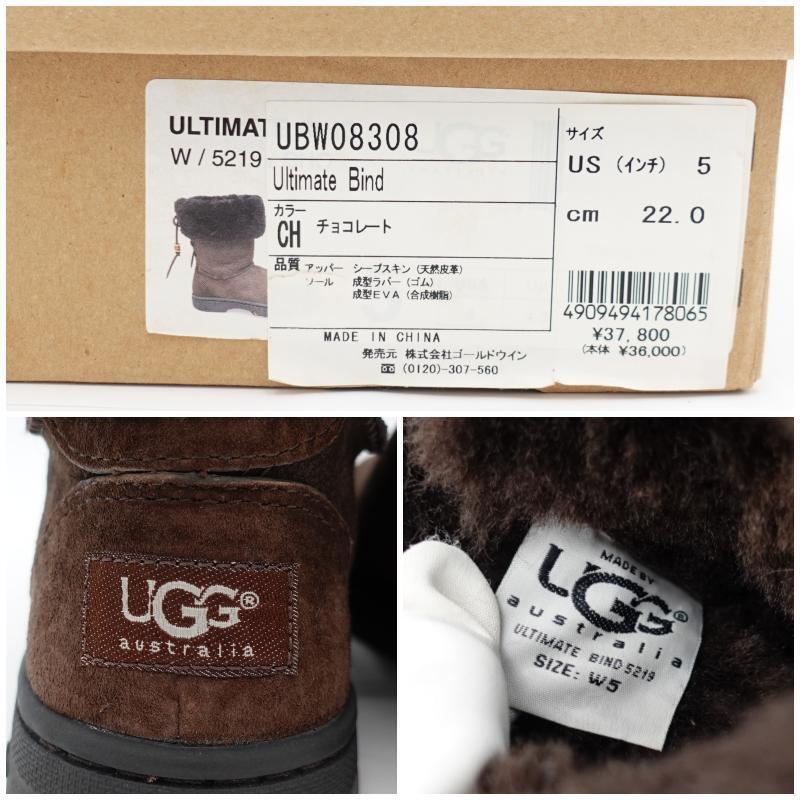 ULTIMAT
W / 5219
UBW08308
Ultimate Bind
カラー
CH チョコレート
品質 アッパー シープスキン(天然皮革)
ソール 成型ラバー(ゴム)
成型EVA(合成樹脂)
MADE IN CHINA
発売元 株式会社ゴールドウイン
(0120)-307-560
サイズ
US (インチ) 5
cm 22.0
4909494178065
¥37,800
(本体 ¥36,000)
UGG®
australia
MADE BY
UGG®
australia
ULTIMATE BIND 5219
SIZE: W5